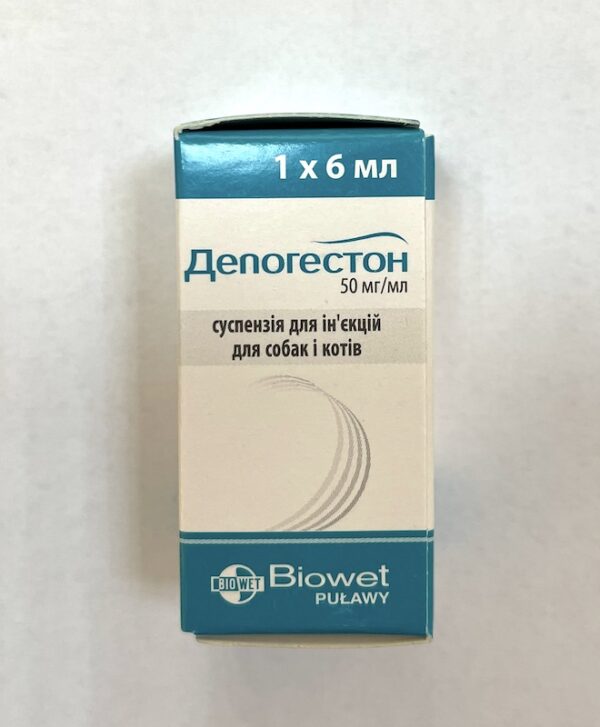 1 x 6 мл
Депогестон
50 мг/мл
суспензія для ін'єкцій
для собак і котів
BIOWET
Biowet
PUŁAWY